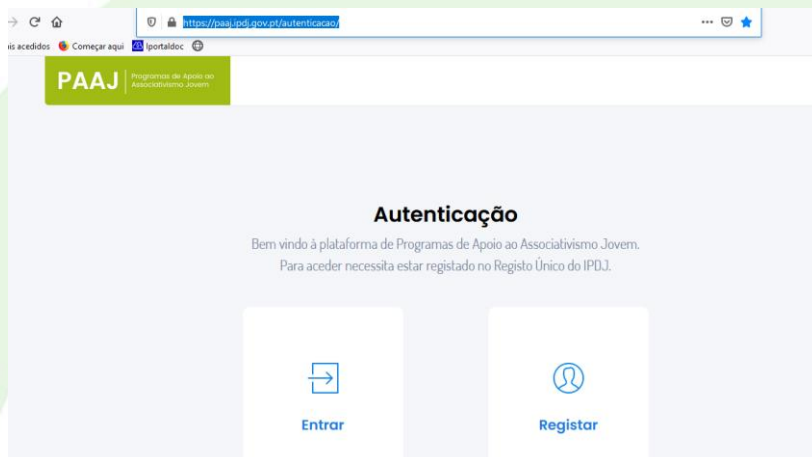 https://paaj.ipdj.gov.pt/autenticacao/
is acedidos Começar aqui Iportaldoc
PAAJ Programas de Apoio ao
Associativismo Jovem
Autenticação
Bem vindo à plataforma de Programas de Apoio ao Associativismo Jovem.
Para aceder necessita estar registado no Registo Único do IPDJ.
Entrar Registar